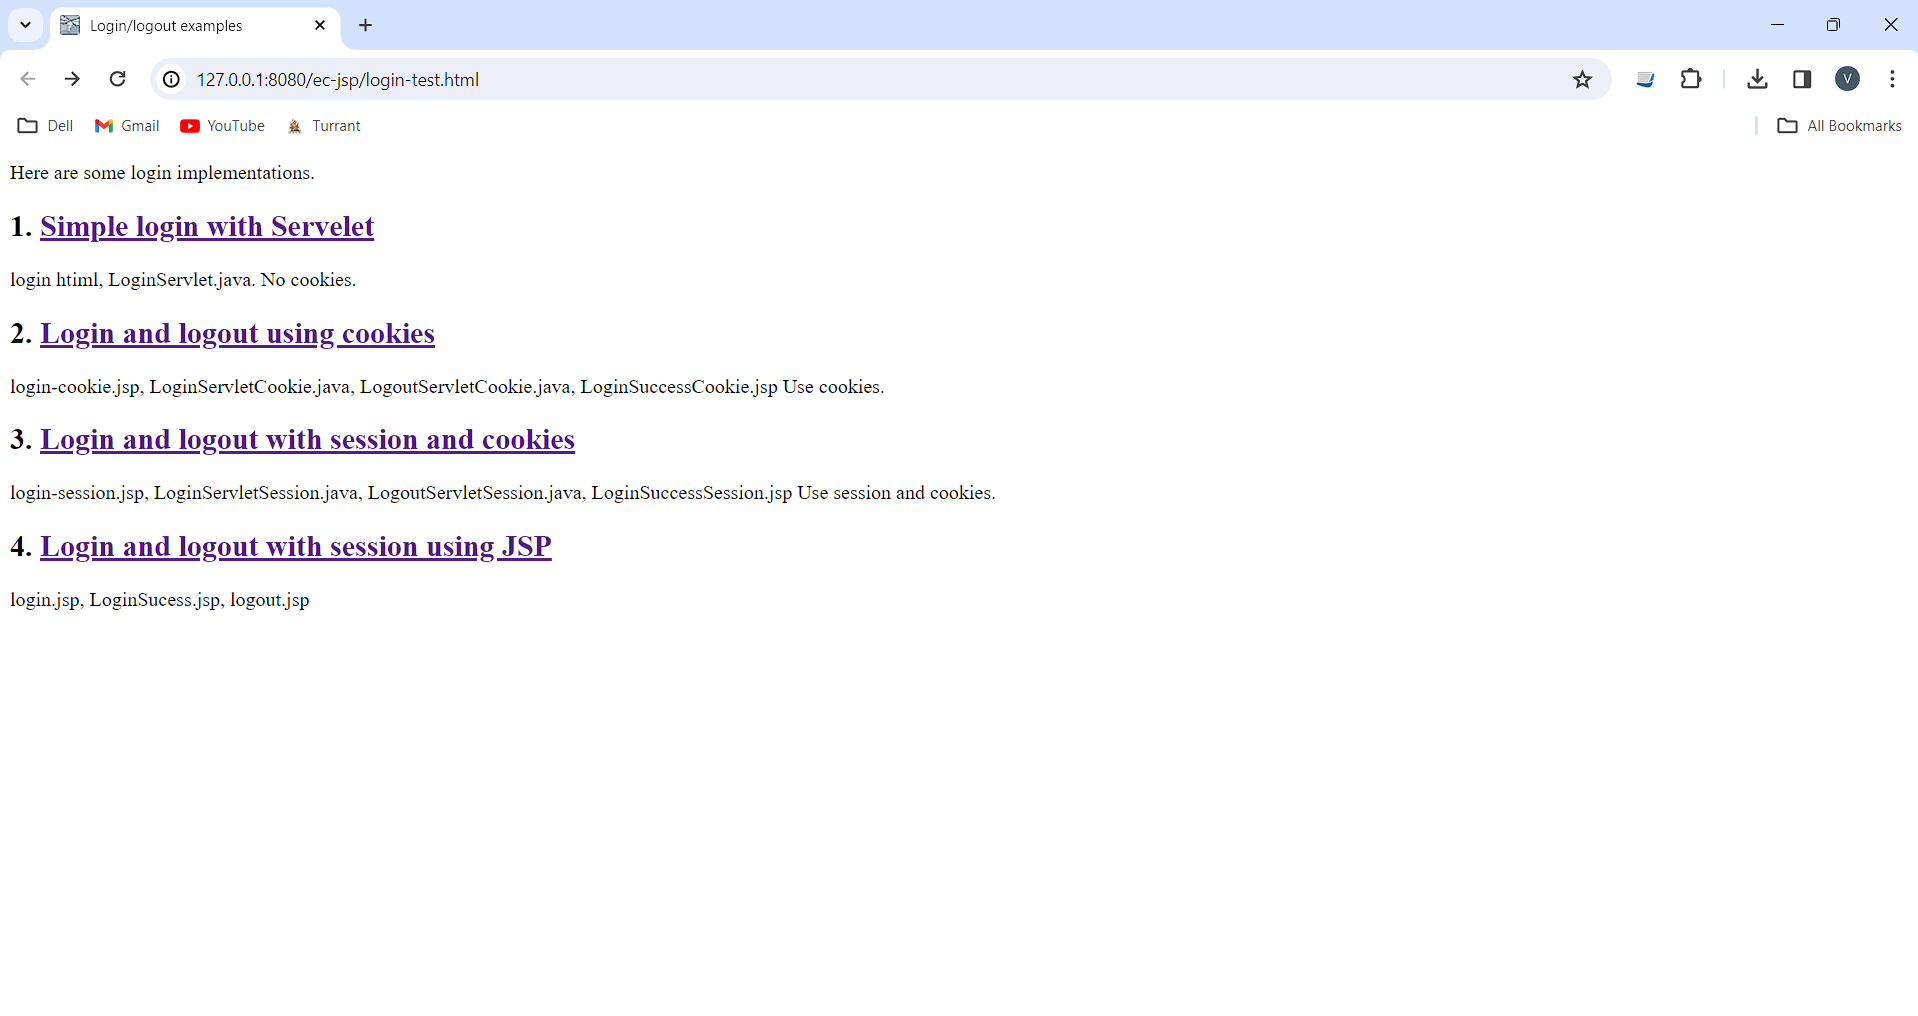 Login/logout examples
127.0.0.1:8080/ec-jsp/login-test.html
V
Dell Gmail YouTube Turrant All Bookmarks
Here are some login implementations.
1. Simple login with Servelet
login htiml, LoginServlet.java. No cookies.
2. Login and logout using cookies
login-cookie.jsp, LoginServletCookie.java, LogoutServletCookie.java, LoginSuccessCookie.jsp Use cookies.
3. Login and logout with session and cookies
login-session.jsp, LoginServletSession.java, LogoutServletSession.java, LoginSuccessSession.jsp Use session and cookies.
4. Login and logout with session using JSP
login.jsp, LoginSucess.jsp, logout.jsp